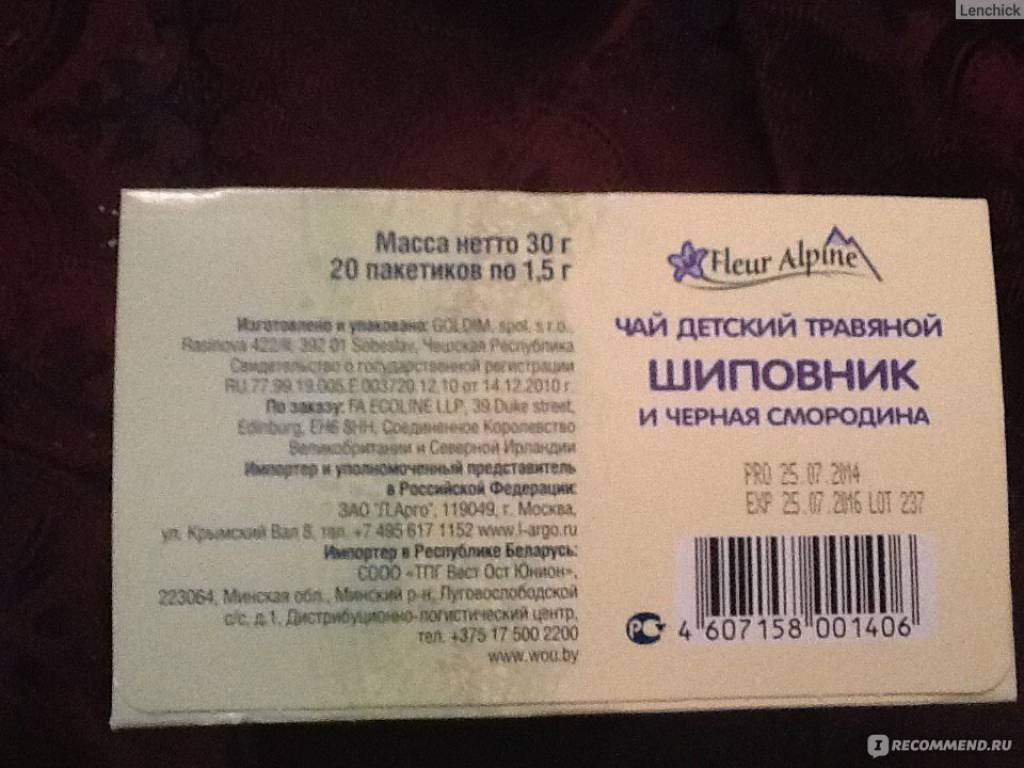 Lenchick
Масса нетто 30 г
20 пакетиков по 1,5 г
Изготовлено и упаковано: GOLDIM, spol. s r.o.,
Rasinova 422/II, 392 01 Sobeslav, Чешская Республика
Свидетельство о государственной регистрации
RU.77.99.19.005.E.003720.12.10 от 14.12.2010 г.
По заказу: FA ECOLINE LLP, 39 Duke street,
Edinburg, EH6 8HH, Соединенное Королевство
Великобритании и Северной Ирландии
Импортер и уполномоченный представитель
в Российской Федерации:
ЗАО "Л.Арго", 119049, г. Москва,
ул. Крымский Вал 8, тел. +7 495 617 1152 www.l-argo.ru
Импортер в Республике Беларусь:
СООО «ТПГ Вест Ост Юнион»,
223064, Минская обл., Минский р-н, Луговослободской
с/с, д.1, Дистрибуционно-логистический центр,
тел. +375 17 500 2200
www.wou.by
Fleur Alpine
ЧАЙ ДЕТСКИЙ ТРАВЯНОЙ
ШИПОВНИК
И ЧЕРНАЯ СМОРОДИНА
PRO 25.07.2014
EXP 25.07.2016 LOT 237
РС
4 607158 001406
I RECOMMEND.RU